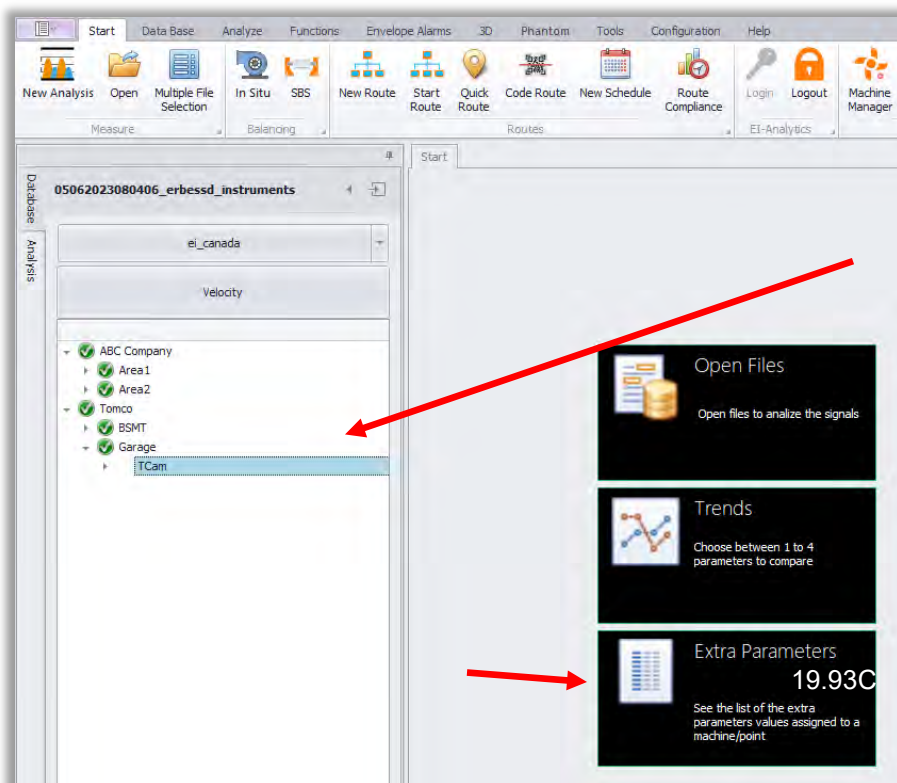 Start Data Base Analyze Functions Envelope Alarms 3D Phantom Tools Configuration Help
New Analysis Open Multiple File Selection In Situ SBS New Route Start Route Quick Route Code Route New Schedule Route Compliance Login Logout Machine Manager
Measure Balancing Routes EI-Analytics
Start
Database
Analysis
05062023080406_erbessd_instruments
ei_canada
Velocity
ABC Company
Area1
Area2
Tomco
BSMT
Garage
TCam
Open Files
Open files to analize the signals
Trends
Choose between 1 to 4
parameters to compare
Extra Parameters
19.93C
See the list of the extra
parameters values assigned to a
machine/point